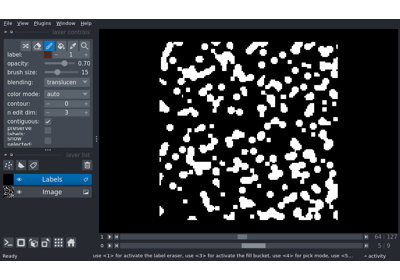 File View Plugins Window Help
layer controls
label: 1
opacity: 0.70
brush size: 15
blending: translucen
color mode: auto
contour: 0
n edit dim: 3
contiguous:
preserve labels:
show selected:
layer list
Labels
Image
1 64 127
0 5 9
Ready use <1> for activate the label eraser, use <3> for activate the fill bucket, use <4> for pick mode, use <5... activity